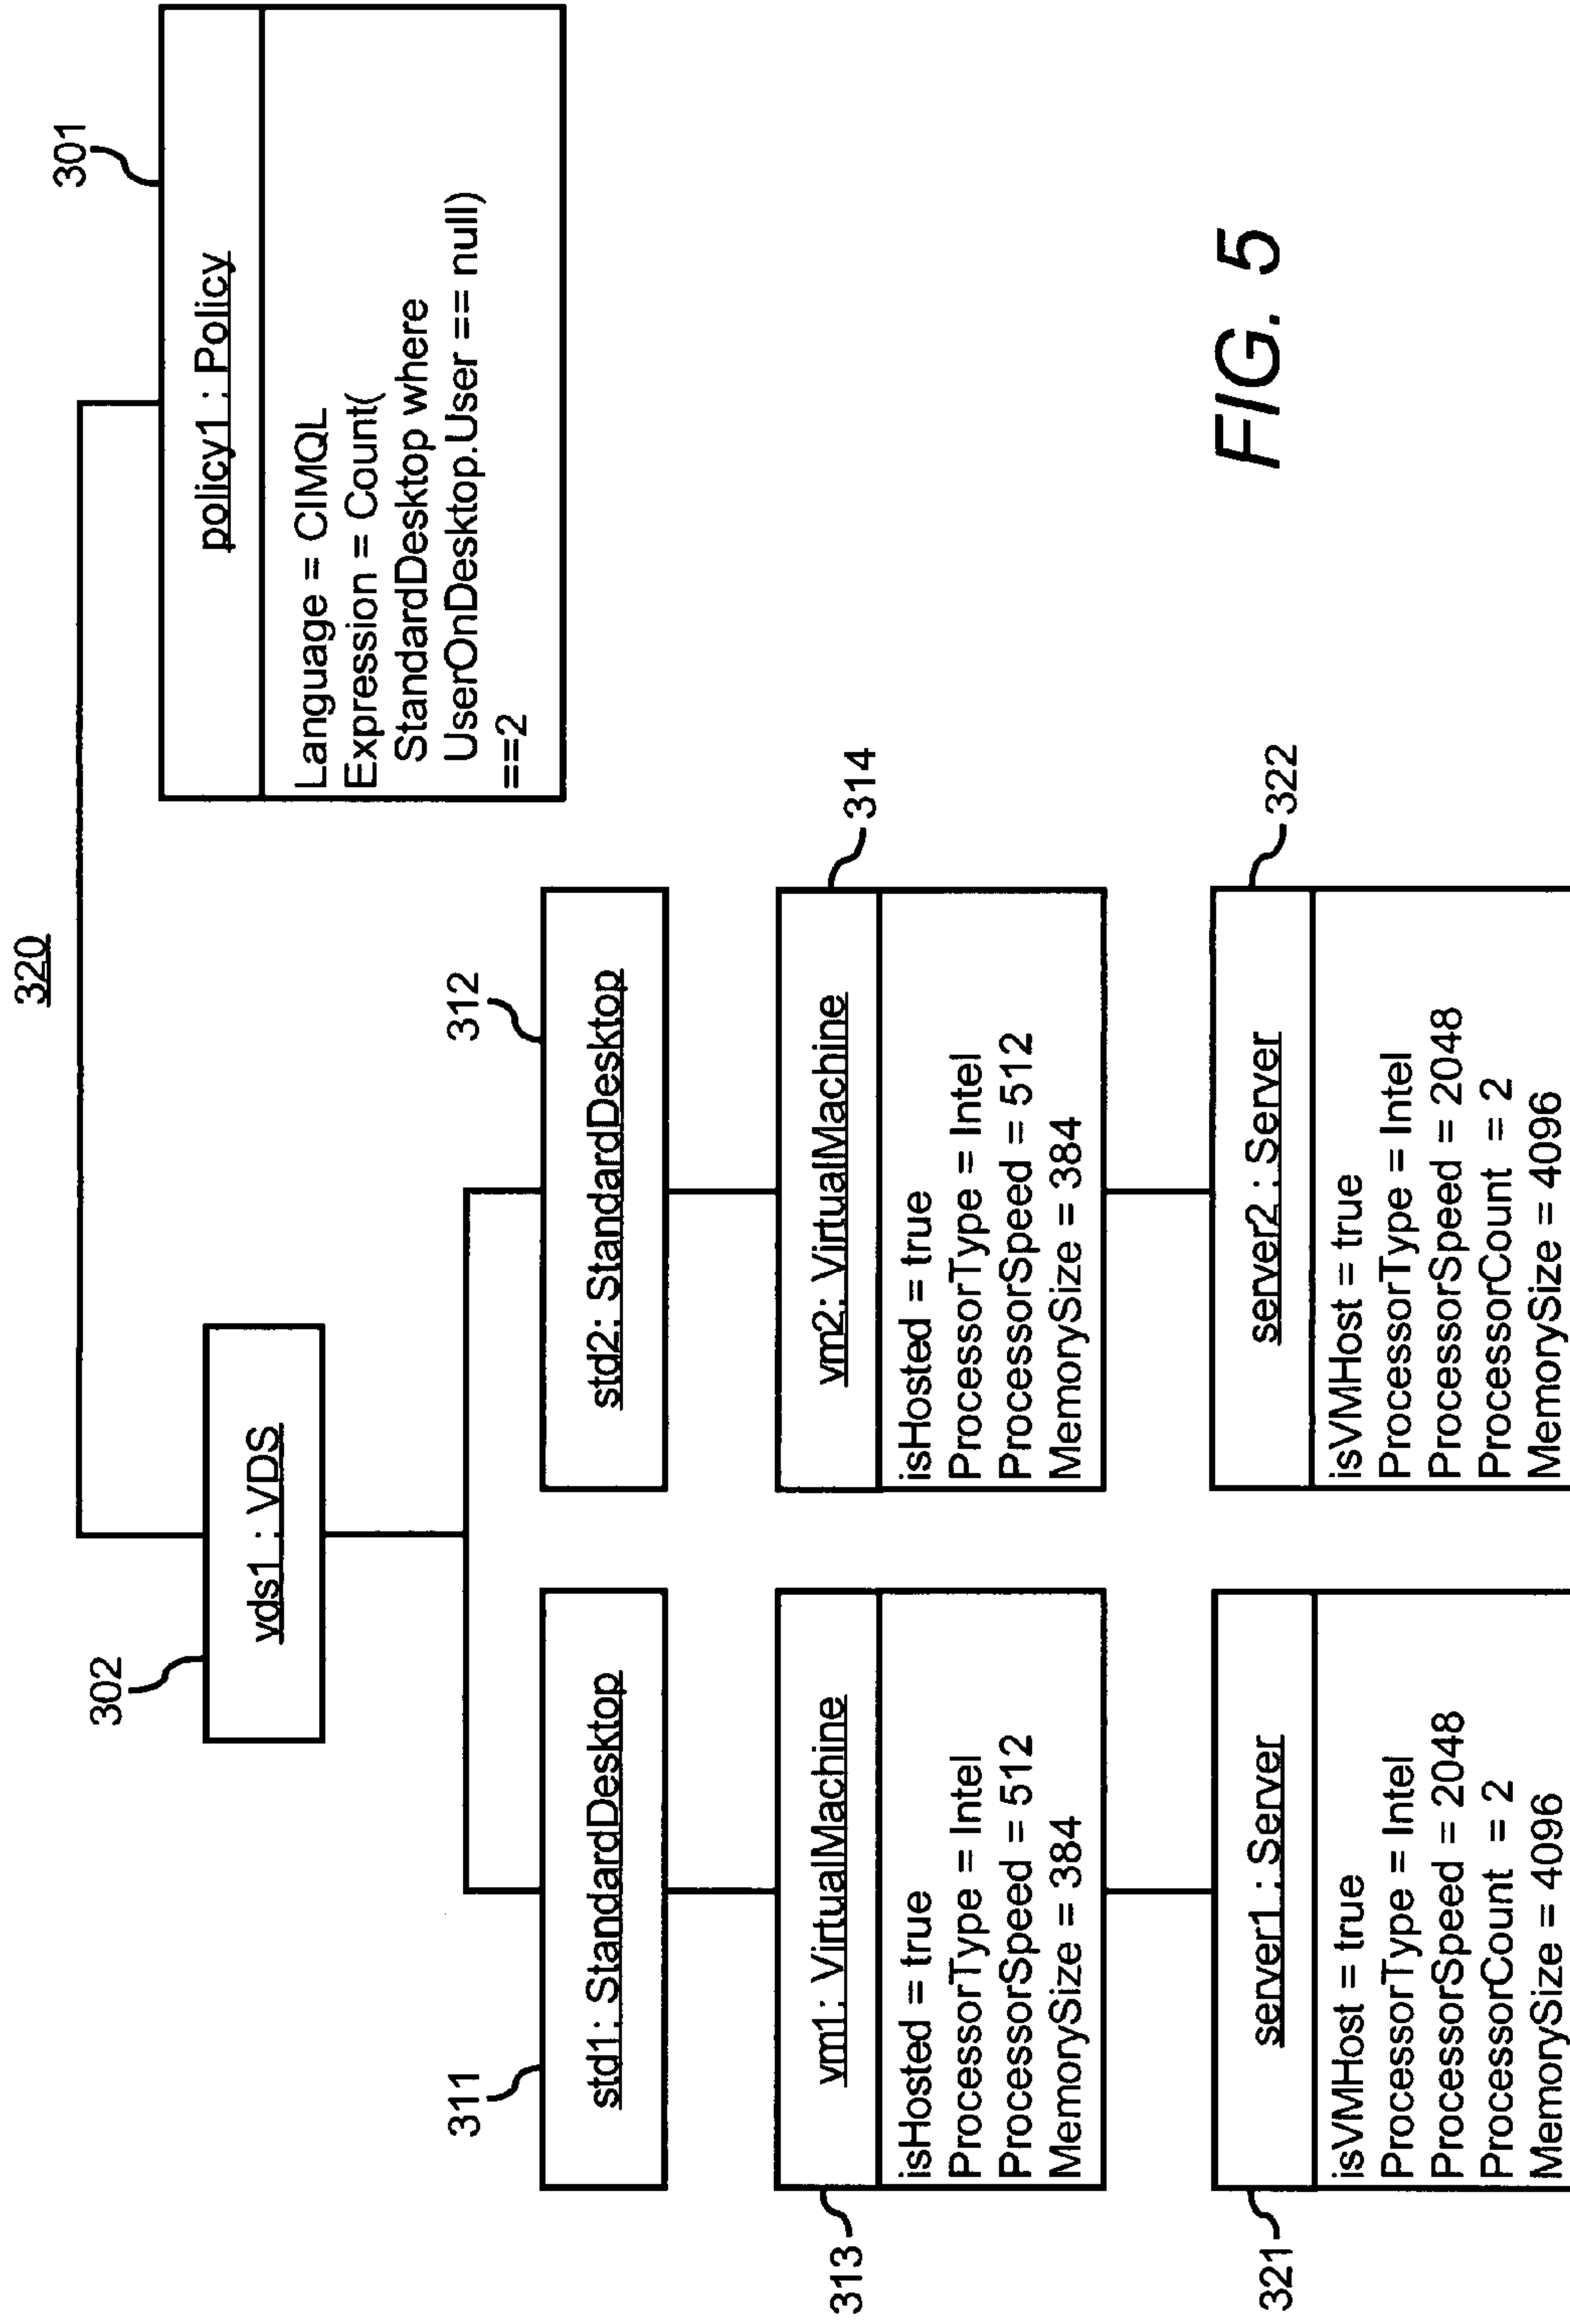 320
301
policy1 : Policy
Language = CIMQL
Expression = Count(
StandardDesktop where
UserOnDesktop.User == null)
==2
302
vds1 : VDS
311
std1: StandardDesktop
312
std2: StandardDesktop
313
vm1: VirtualMachine
isHosted = true
ProcessorType = Intel
ProcessorSpeed = 512
MemorySize = 384
314
vm2: VirtualMachine
isHosted = true
ProcessorType = Intel
ProcessorSpeed = 512
MemorySize = 384
321
server1 : Server
isVMHost = true
ProcessorType = Intel
ProcessorSpeed = 2048
ProcessorCount = 2
MemorySize = 4096
322
server2 : Server
isVMHost = true
ProcessorType = Intel
ProcessorSpeed = 2048
ProcessorCount = 2
MemorySize = 4096
FIG. 5